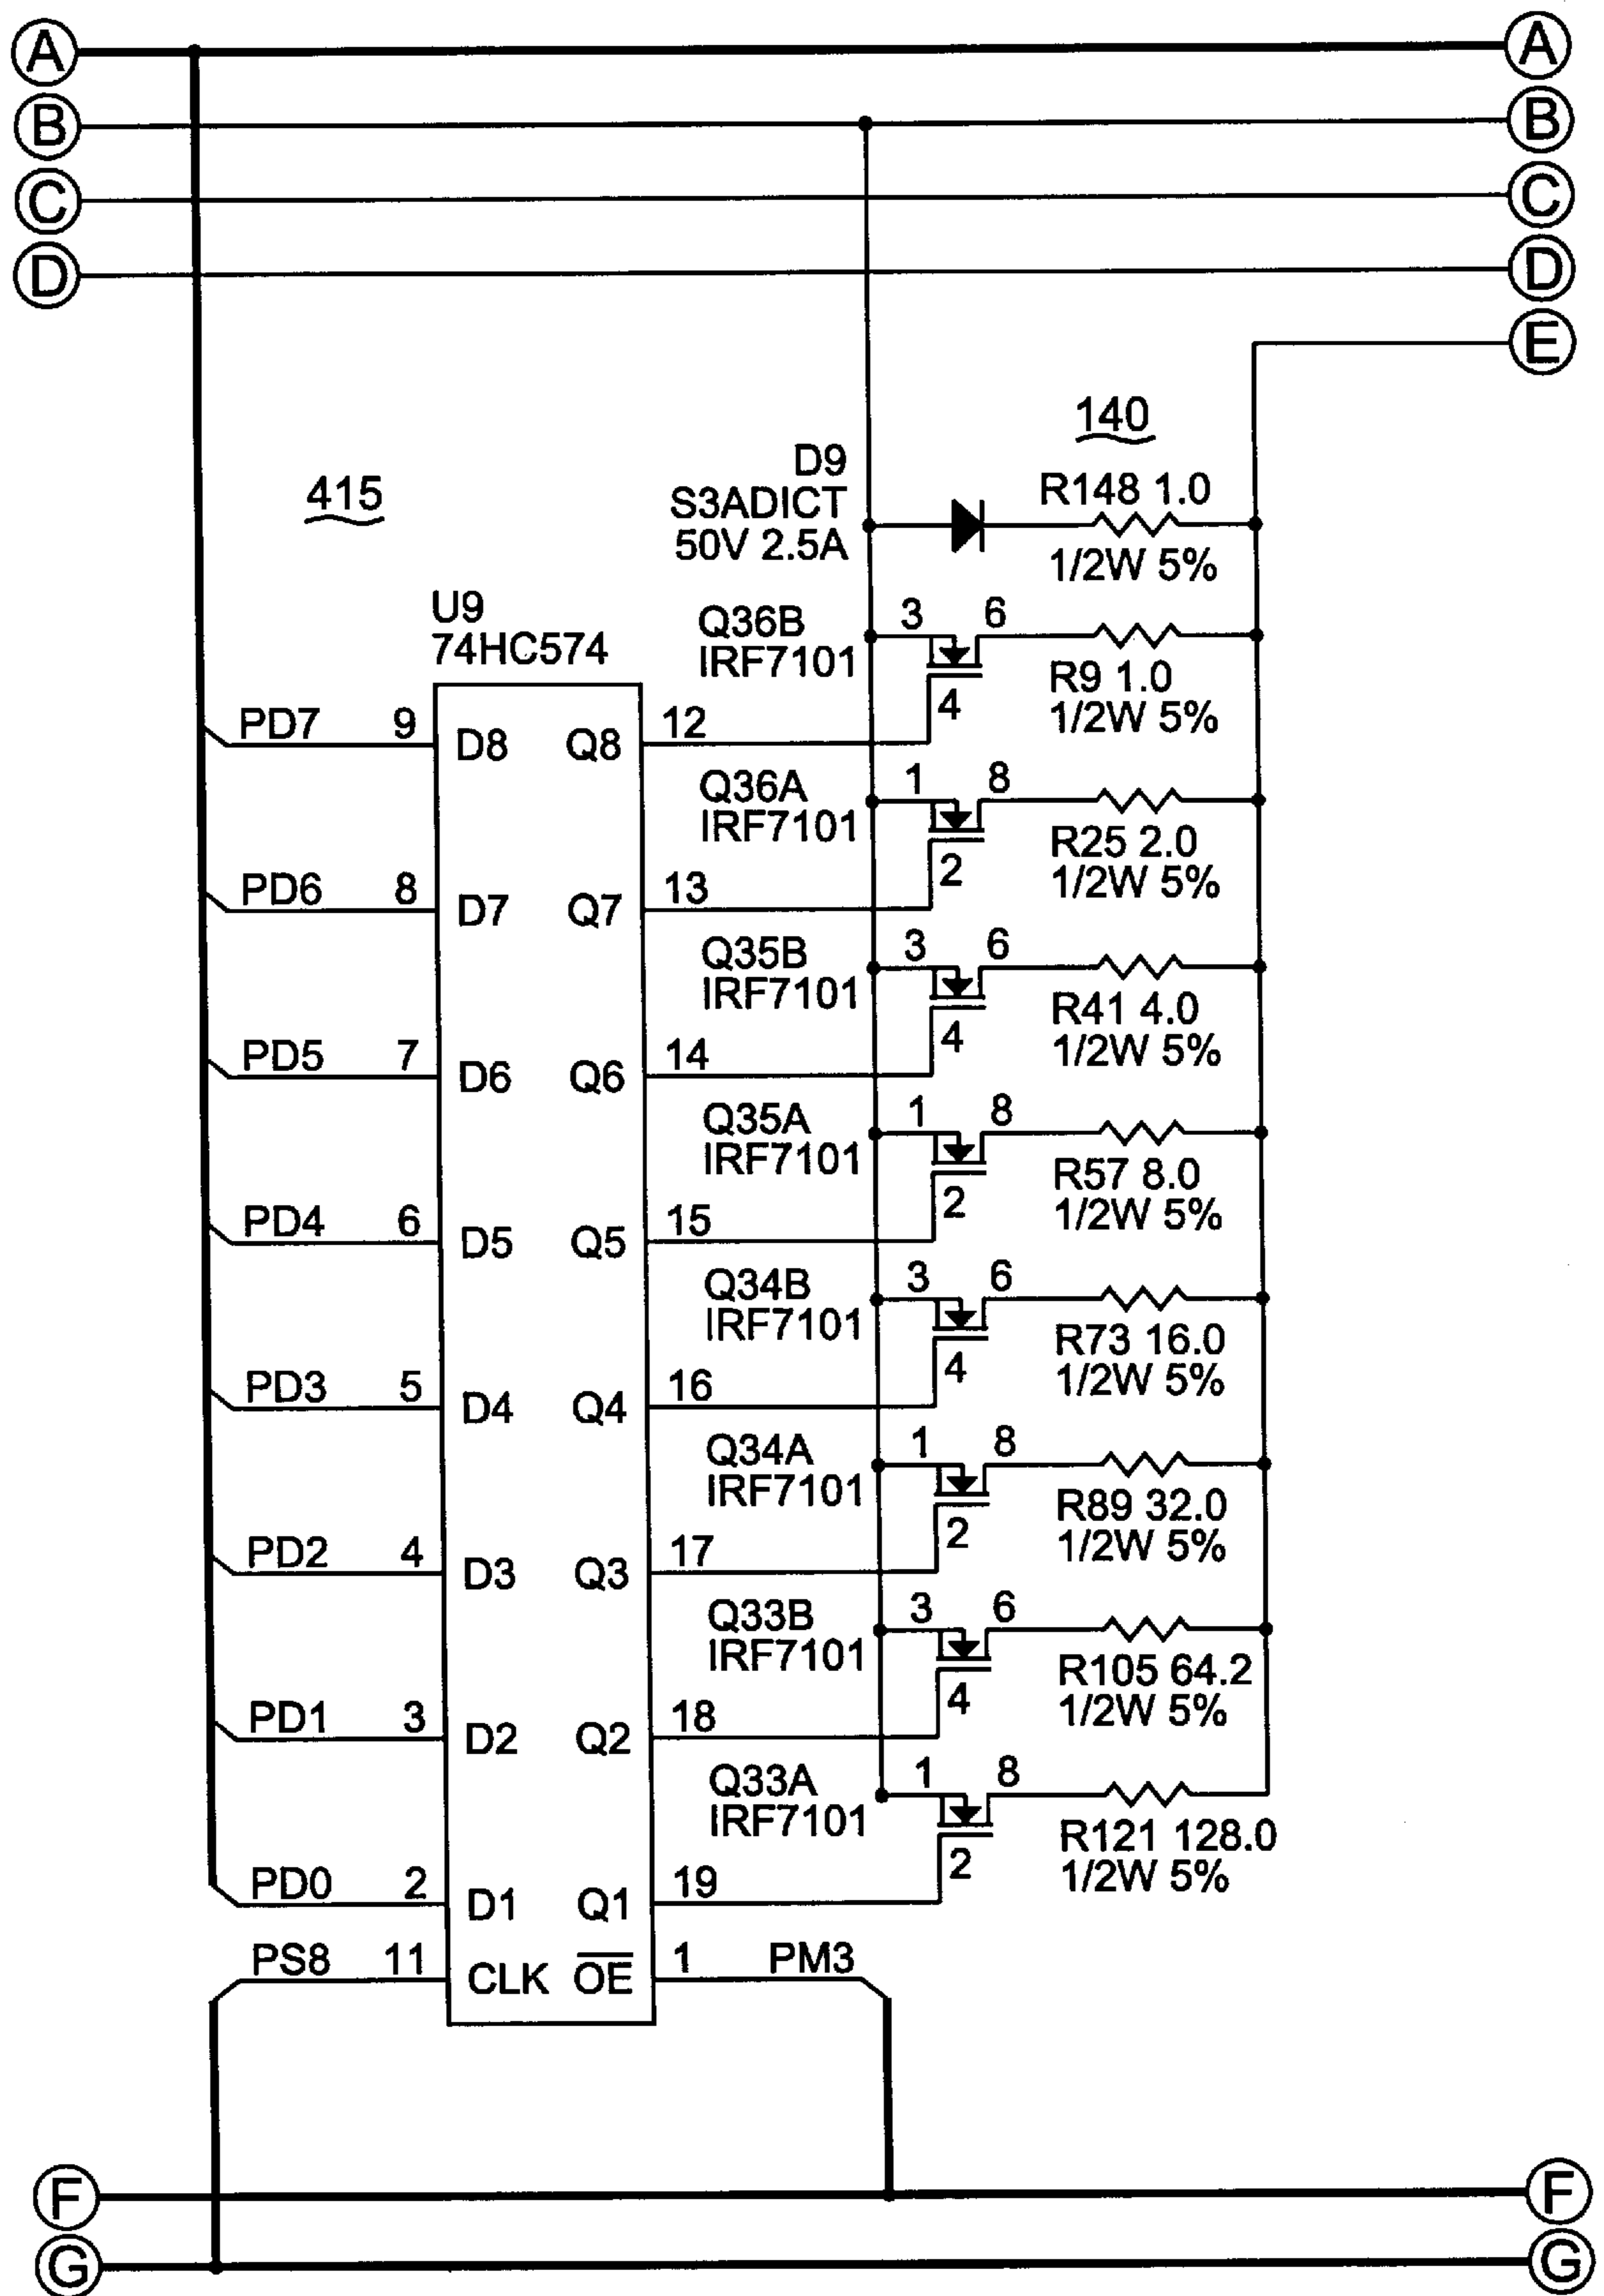 A A
B B
C C
D D
E
140
415
D9
S3ADICT
50V 2.5A
R148 1.0
1/2W 5%
U9
74HC574
Q36B
IRF7101
3 6
4
R9 1.0
1/2W 5%
PD7 9 D8 Q8 12
Q36A
IRF7101
1 8
2
R25 2.0
1/2W 5%
PD6 8 D7 Q7 13
Q35B
IRF7101
3 6
4
R41 4.0
1/2W 5%
PD5 7 D6 Q6 14
Q35A
IRF7101
1 8
2
R57 8.0
1/2W 5%
PD4 6 D5 Q5 15
Q34B
IRF7101
3 6
4
R73 16.0
1/2W 5%
PD3 5 D4 Q4 16
Q34A
IRF7101
1 8
2
R89 32.0
1/2W 5%
PD2 4 D3 Q3 17
Q33B
IRF7101
3 6
4
R105 64.2
1/2W 5%
PD1 3 D2 Q2 18
Q33A
IRF7101
1 8
2
R121 128.0
1/2W 5%
PD0 2 D1 Q1 19
PS8 11 CLK OE 1 PM3
F F
G G